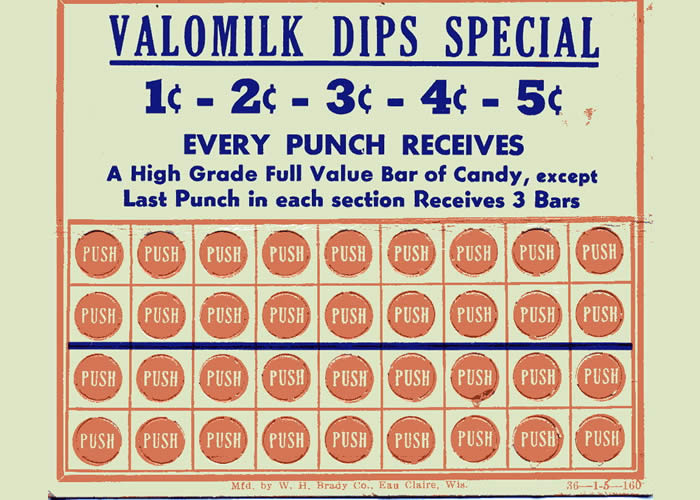 VALOMILK DIPS SPECIAL
1¢ - 2¢ - 3¢ - 4¢ - 5¢
EVERY PUNCH RECEIVES
A High Grade Full Value Bar of Candy, except
Last Punch in each section Receives 3 Bars
PUSH PUSH PUSH PUSH PUSH PUSH PUSH PUSH PUSH
PUSH PUSH PUSH PUSH PUSH PUSH PUSH PUSH PUSH
PUSH PUSH PUSH PUSH PUSH PUSH PUSH PUSH PUSH
PUSH PUSH PUSH PUSH PUSH PUSH PUSH PUSH PUSH
Mfd. by W. H. Brady Co., Eau Claire, Wis. 36—1-5—160